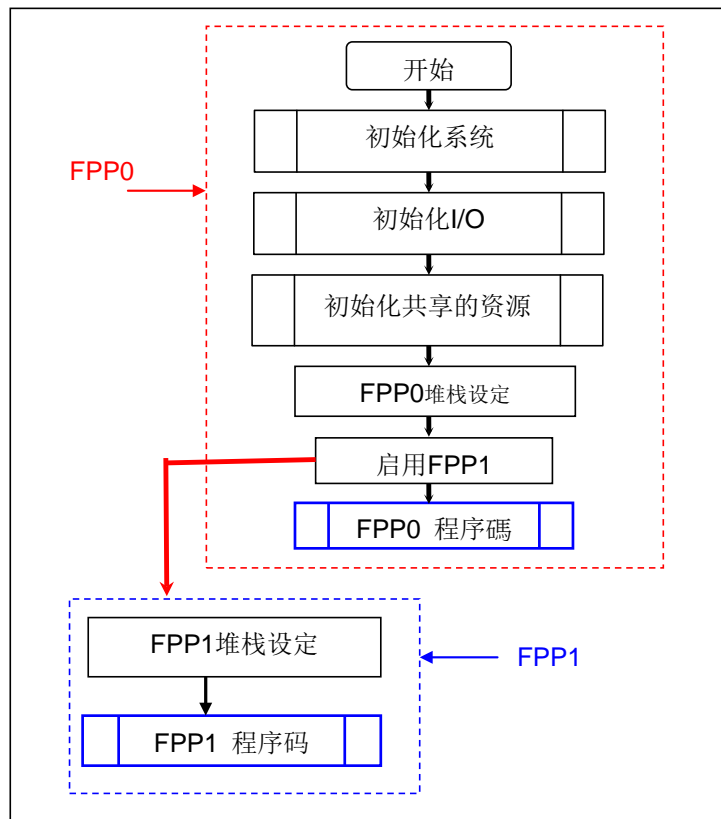 开始
初始化系统
FPP0
初始化I/O
初始化共享的资源
FPP0堆栈设定
启用FPP1
FPP0 程序碼
FPP1堆栈设定
FPP1
FPP1 程序码